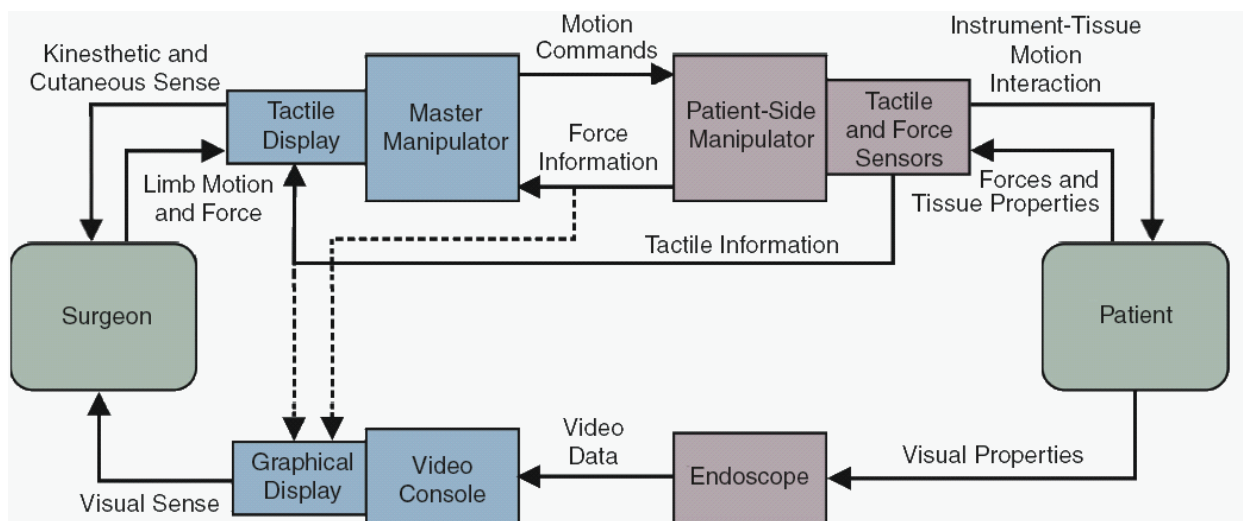 Kinesthetic and
Cutaneous Sense
Motion
Commands
Instrument-Tissue
Motion
Interaction
Tactile
Display
Master
Manipulator
Patient-Side
Manipulator
Tactile
and Force
Sensors
Force
Information
Limb Motion
and Force
Forces and
Tissue Properties
Tactile Information
Surgeon
Patient
Graphical
Display
Video
Console
Video
Data
Endoscope
Visual Properties
Visual Sense